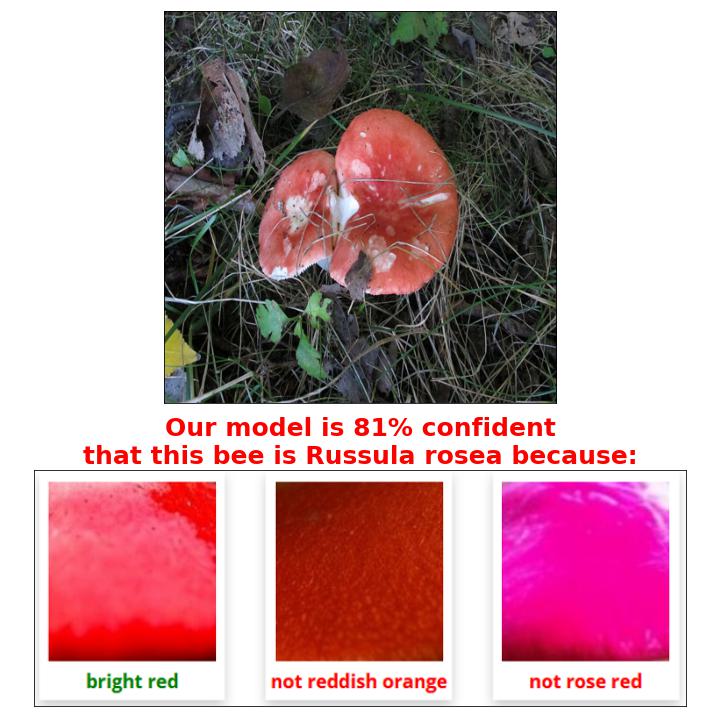 Our model is 81% confident
that this bee is Russula rosea because:
bright red
not reddish orange
not rose red